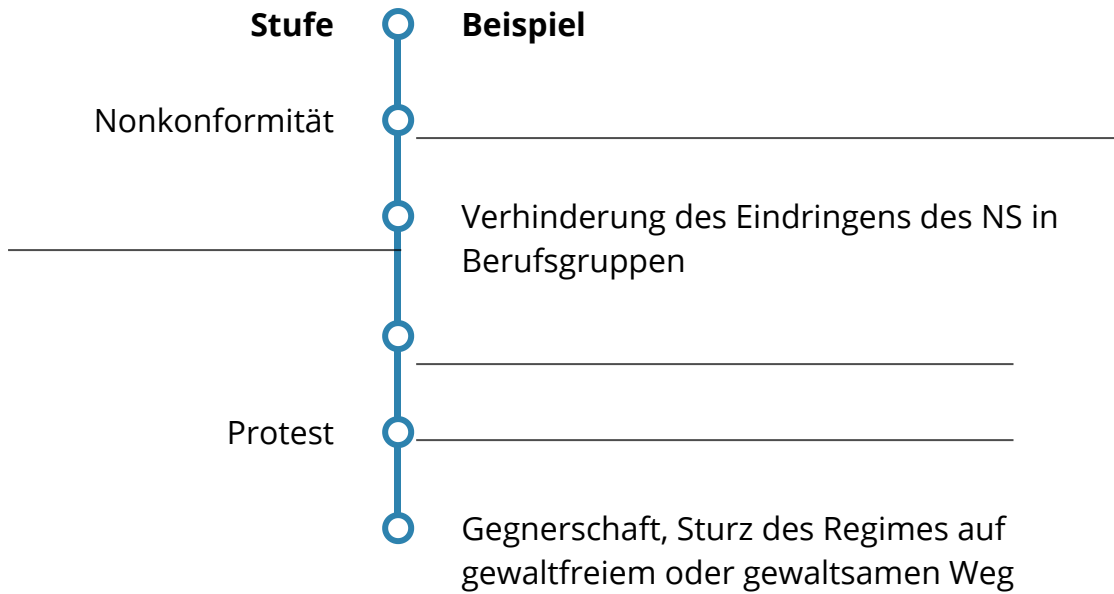 Stufe Beispiel
Nonkonformität
Verhinderung des Eindringens des NS in
Berufsgruppen
Protest
Gegnerschaft, Sturz des Regimes auf
gewaltfreiem oder gewaltsamen Weg